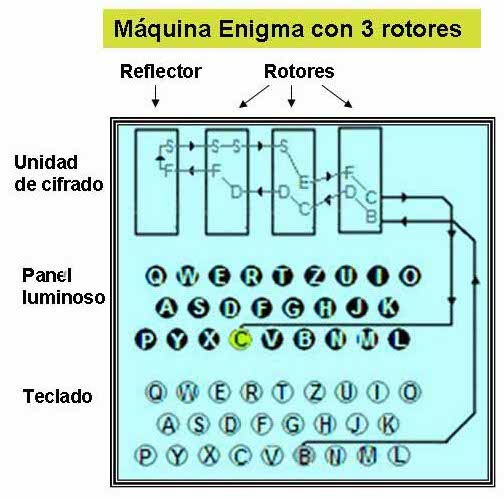 Máquina Enigma con 3 rotores
Reflector Rotores
Unidad de cifrado
S S S S
F F E F
D D D C
C B
Panel luminoso
Q W E R T Z U I O
A S D F G H J K
P Y X C V B N M L
Teclado
Q W E R T Z U I O
A S D F G H J K
P Y X C V B N M L